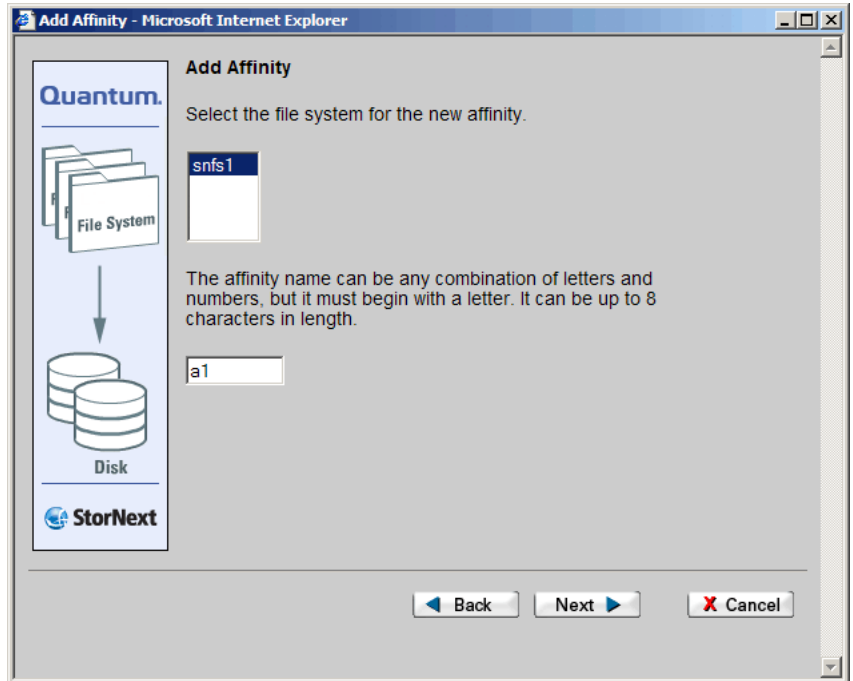 Add Affinity - Microsoft Internet Explorer
Quantum.
File System
Disk
StorNext
Add Affinity
Select the file system for the new affinity.
snfs1
The affinity name can be any combination of letters and
numbers, but it must begin with a letter. It can be up to 8
characters in length.
a1
Back
Next
X Cancel